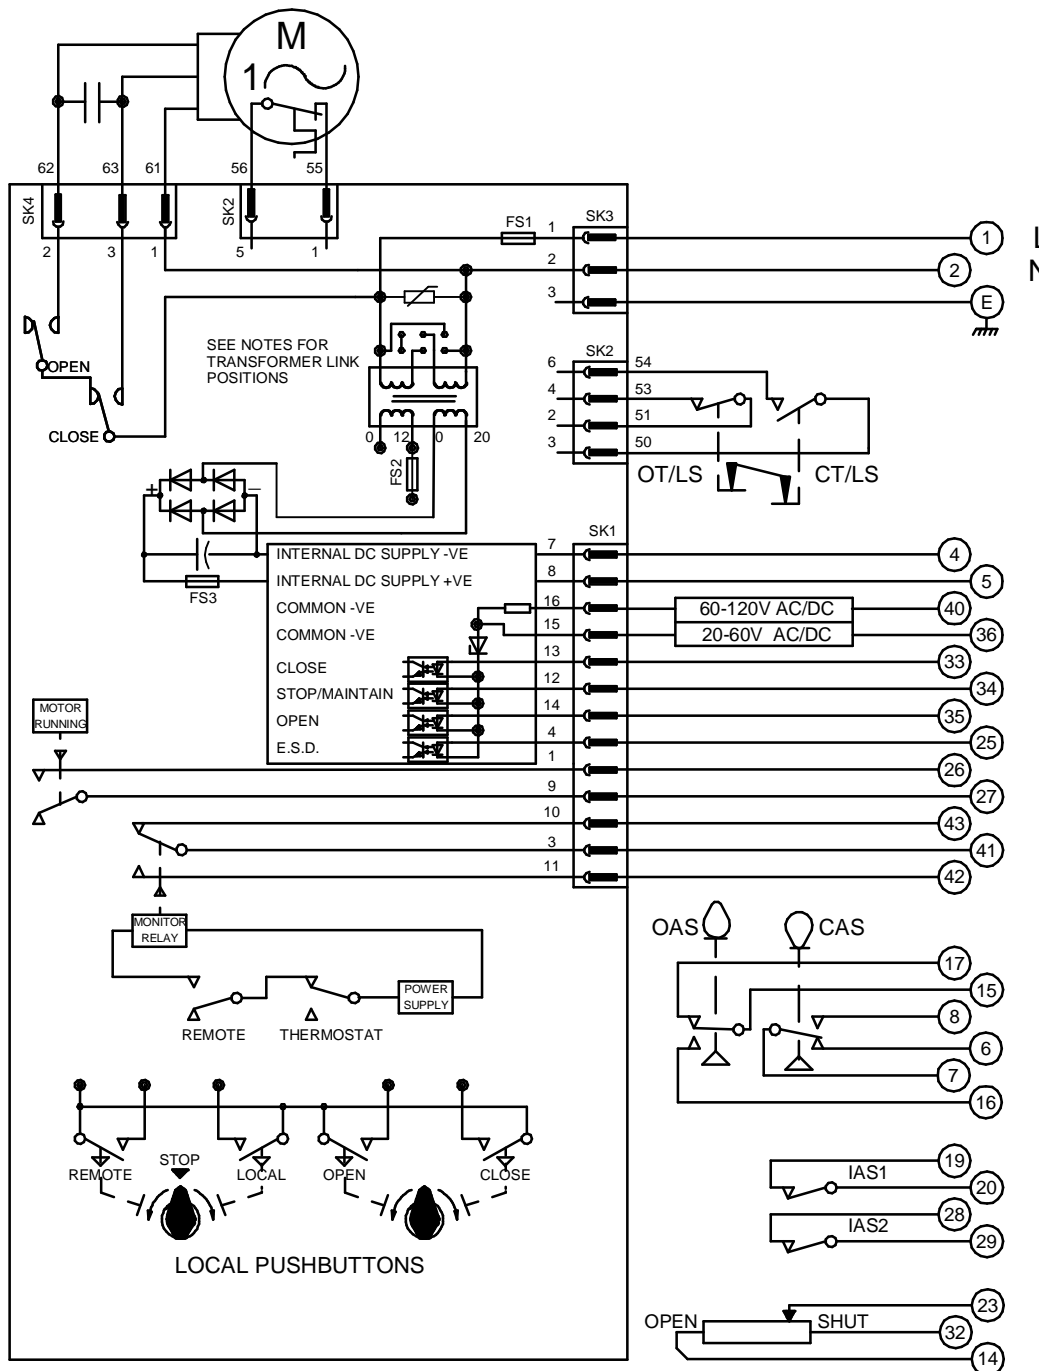 M
1
62 63 61 56 55
SK4
SK2
2 3 1 5 1
FS1 1 SK3 1 L
2 2 N
3 E
SEE NOTES FOR
TRANSFORMER LINK
POSITIONS
OPEN
CLOSE
SK2
6 54
4 53
2 51
3 50
OT/LS CT/LS
0 12 0 20
FS2
+ –
FS3
SK1
INTERNAL DC SUPPLY -VE 7 4
INTERNAL DC SUPPLY +VE 8 5
COMMON -VE 16 60-120V AC/DC 40
COMMON -VE 15 20-60V AC/DC 36
CLOSE 13 33
STOP/MAINTAIN 12 34
OPEN 14 35
E.S.D. 4 25
MOTOR
RUNNING
1 26
9 27
10 43
3 41
11 42
MONITOR
RELAY
POWER
SUPPLY
REMOTE THERMOSTAT
OAS CAS
17
15
8
6
7
16
REMOTE STOP LOCAL OPEN CLOSE
LOCAL PUSHBUTTONS
19
IAS1 20
28
IAS2 29
23
OPEN SHUT 32
14